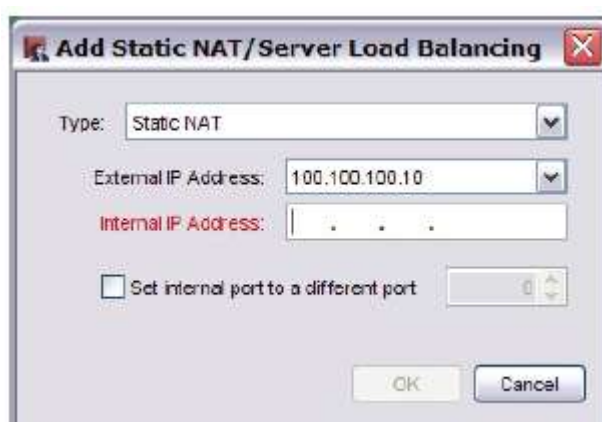 Add Static NAT/Server Load Balancing
Type: Static NAT
External IP Address: 100.100.100.10
Internal IP Address: . . .
Set internal port to a different port 0
OK Cancel